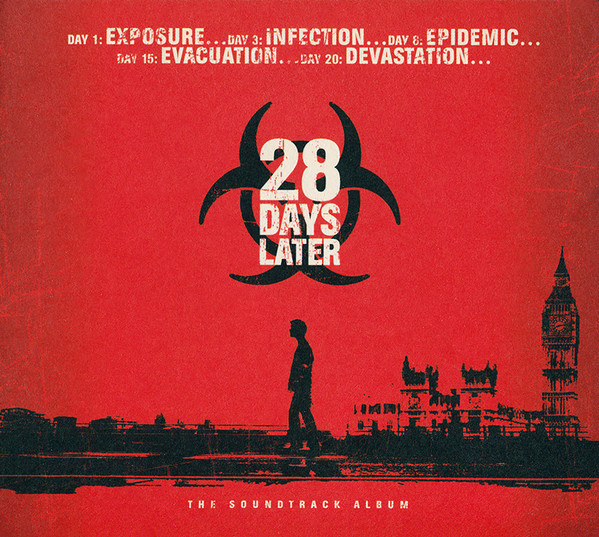 DAY 1: EXPOSURE...DAY 3: iNFECTION...DAY 8: EPIDEMIC...
DAY 15: EVACUATION...DAY 20: DEVASTATION...
28
DAYS
LATER
THE SOUNDTRACK ALBUM